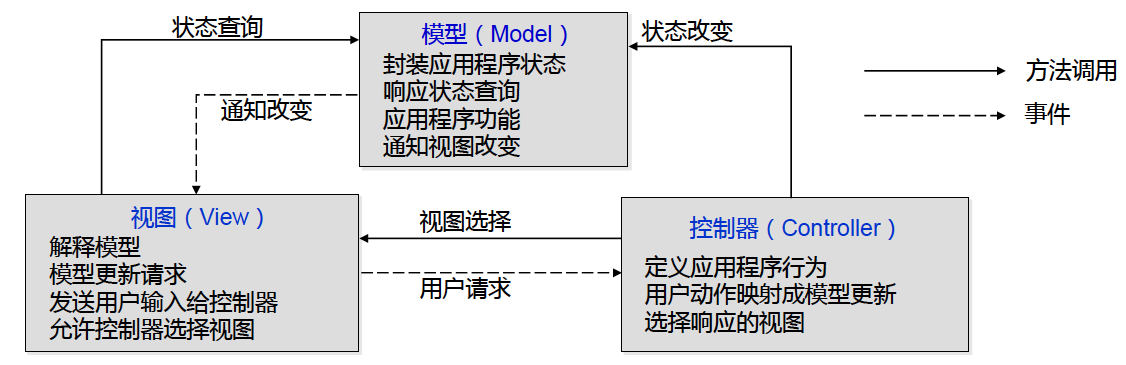 状态查询
模型（Model）
封装应用程序状态
响应状态查询
应用程序功能
通知视图改变
状态改变
方法调用
事件
通知改变
视图（View）
解释模型
模型更新请求
发送用户输入给控制器
允许控制器选择视图
视图选择
用户请求
控制器（Controller）
定义应用程序行为
用户动作映射成模型更新
选择响应的视图